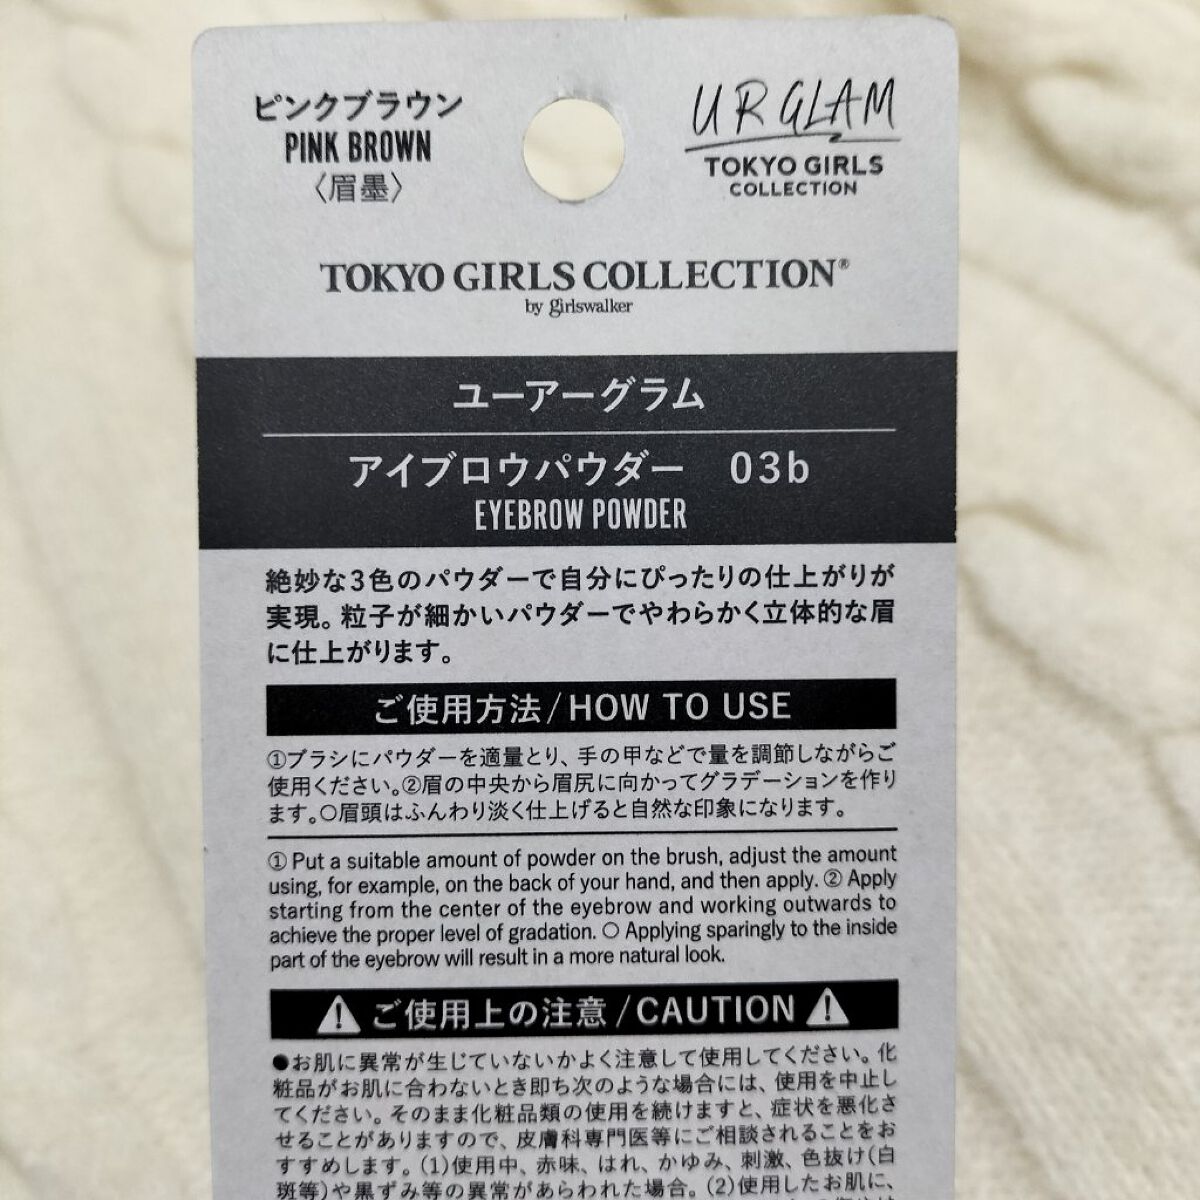 ピンクブラウン
PINK BROWN
〈眉墨〉
UR GLAM
TOKYO GIRLS
COLLECTION
TOKYO GIRLS COLLECTION®
by girlswalker
ユーアーグラム
アイブロウパウダー 03b
EYEBROW POWDER
絶妙な3色のパウダーで自分にぴったりの仕上がりが
実現。粒子が細かいパウダーでやわらかく立体的な眉
に仕上がります。
ご使用方法/HOW TO USE
①ブラシにパウダーを適量とり、手の甲などで量を調節しながらご
使用ください。②眉の中央から眉尻に向かってグラデーションを作り
ます。○眉頭はふんわり淡く仕上げると自然な印象になります。
① Put a suitable amount of powder on the brush, adjust the amount
using, for example, on the back of your hand, and then apply. ② Apply
starting from the center of the eyebrow and working outwards to
achieve the proper level of gradation. ○ Applying sparingly to the inside
part of the eyebrow will result in a more natural look.
ご使用上の注意/CAUTION
●お肌に異常が生じていないかよく注意して使用してください。化
粧品がお肌に合わないとき即ち次のような場合には、使用を中止し
てください。そのまま化粧品類の使用を続けますと、症状を悪化さ
せることがありますので、皮膚科専門医等にご相談されることをお
すすめします。(1)使用中、赤味、はれ、かゆみ、刺激、色抜け(白
斑等)や黒ずみ等の異常があらわれた場合。(2)使用したお肌に、